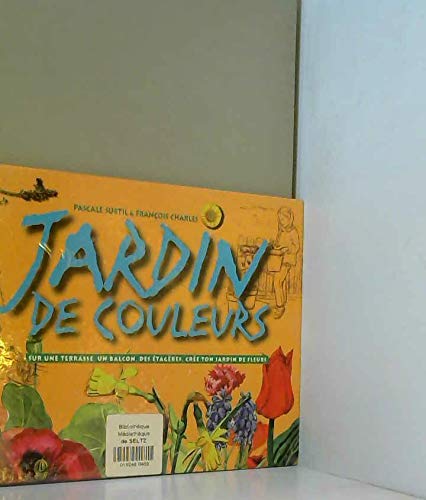 PASCALE SUBTIL & FRANÇOIS CHARLES
JARDIN
DE COULEURS
SUR UNE TERRASSE, UN BALCON, DES ÉTAGÈRES, CRÉE TON JARDIN DE FLEURS
Bibliothèque
Médiathèque
de SELTZ